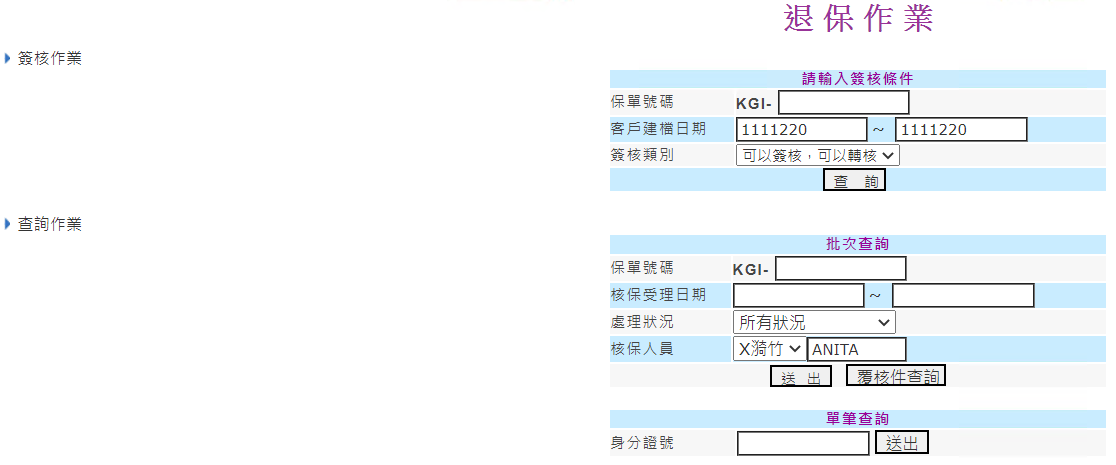 退保作業
簽核作業
請輸入簽核條件
保單號碼 KGI-
客戶建檔日期 1111220 ~ 1111220
簽核類別 可以簽核，可以轉核
查 詢
查詢作業
批次查詢
保單號碼 KGI-
核保受理日期 ~
處理狀況 所有狀況
核保人員 X漪竹 ANITA
送 出 覆核件查詢
單筆查詢
身分證號 送出